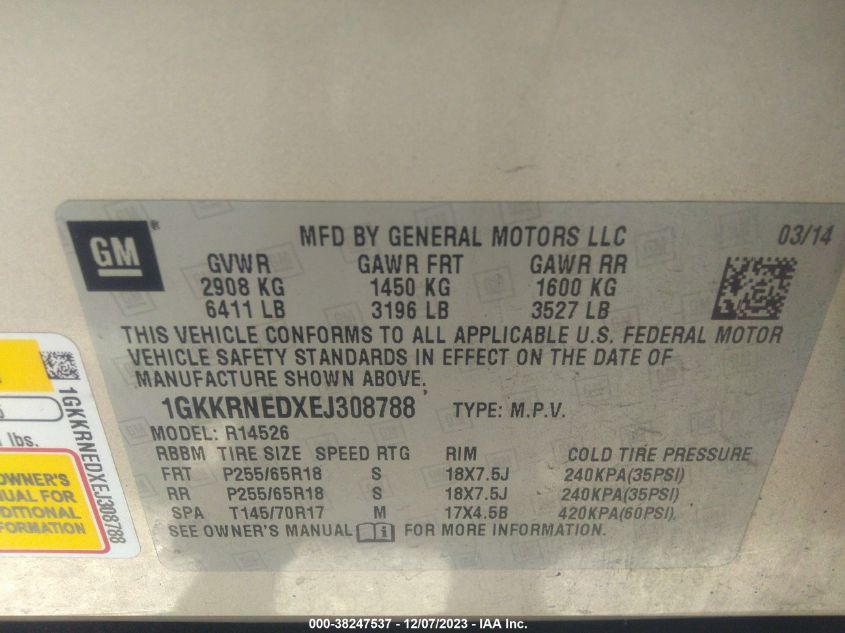 GM ®
MFD BY GENERAL MOTORS LLC 03/14
GVWR GAWR FRT GAWR RR
2908 KG 1450 KG 1600 KG
6411 LB 3196 LB 3527 LB
THIS VEHICLE CONFORMS TO ALL APPLICABLE U.S. FEDERAL MOTOR
VEHICLE SAFETY STANDARDS IN EFFECT ON THE DATE OF
MANUFACTURE SHOWN ABOVE.
1GKKRNEDXEJ308788 TYPE: M.P.V.
MODEL: R14526
RBBM TIRE SIZE SPEED RTG RIM COLD TIRE PRESSURE
FRT P255/65R18 S 18X7.5J 240KPA(35PSI)
RR P255/65R18 S 18X7.5J 240KPA(35PSI)
SPA T145/70R17 M 17X4.5B 420KPA(60PSI)
SEE OWNER'S MANUAL FOR MORE INFORMATION.
1GKKRNEDXEJ308788
lbs.
OWNER'S
FOR
000-38247537 - 12/07/2023 - IAA Inc.